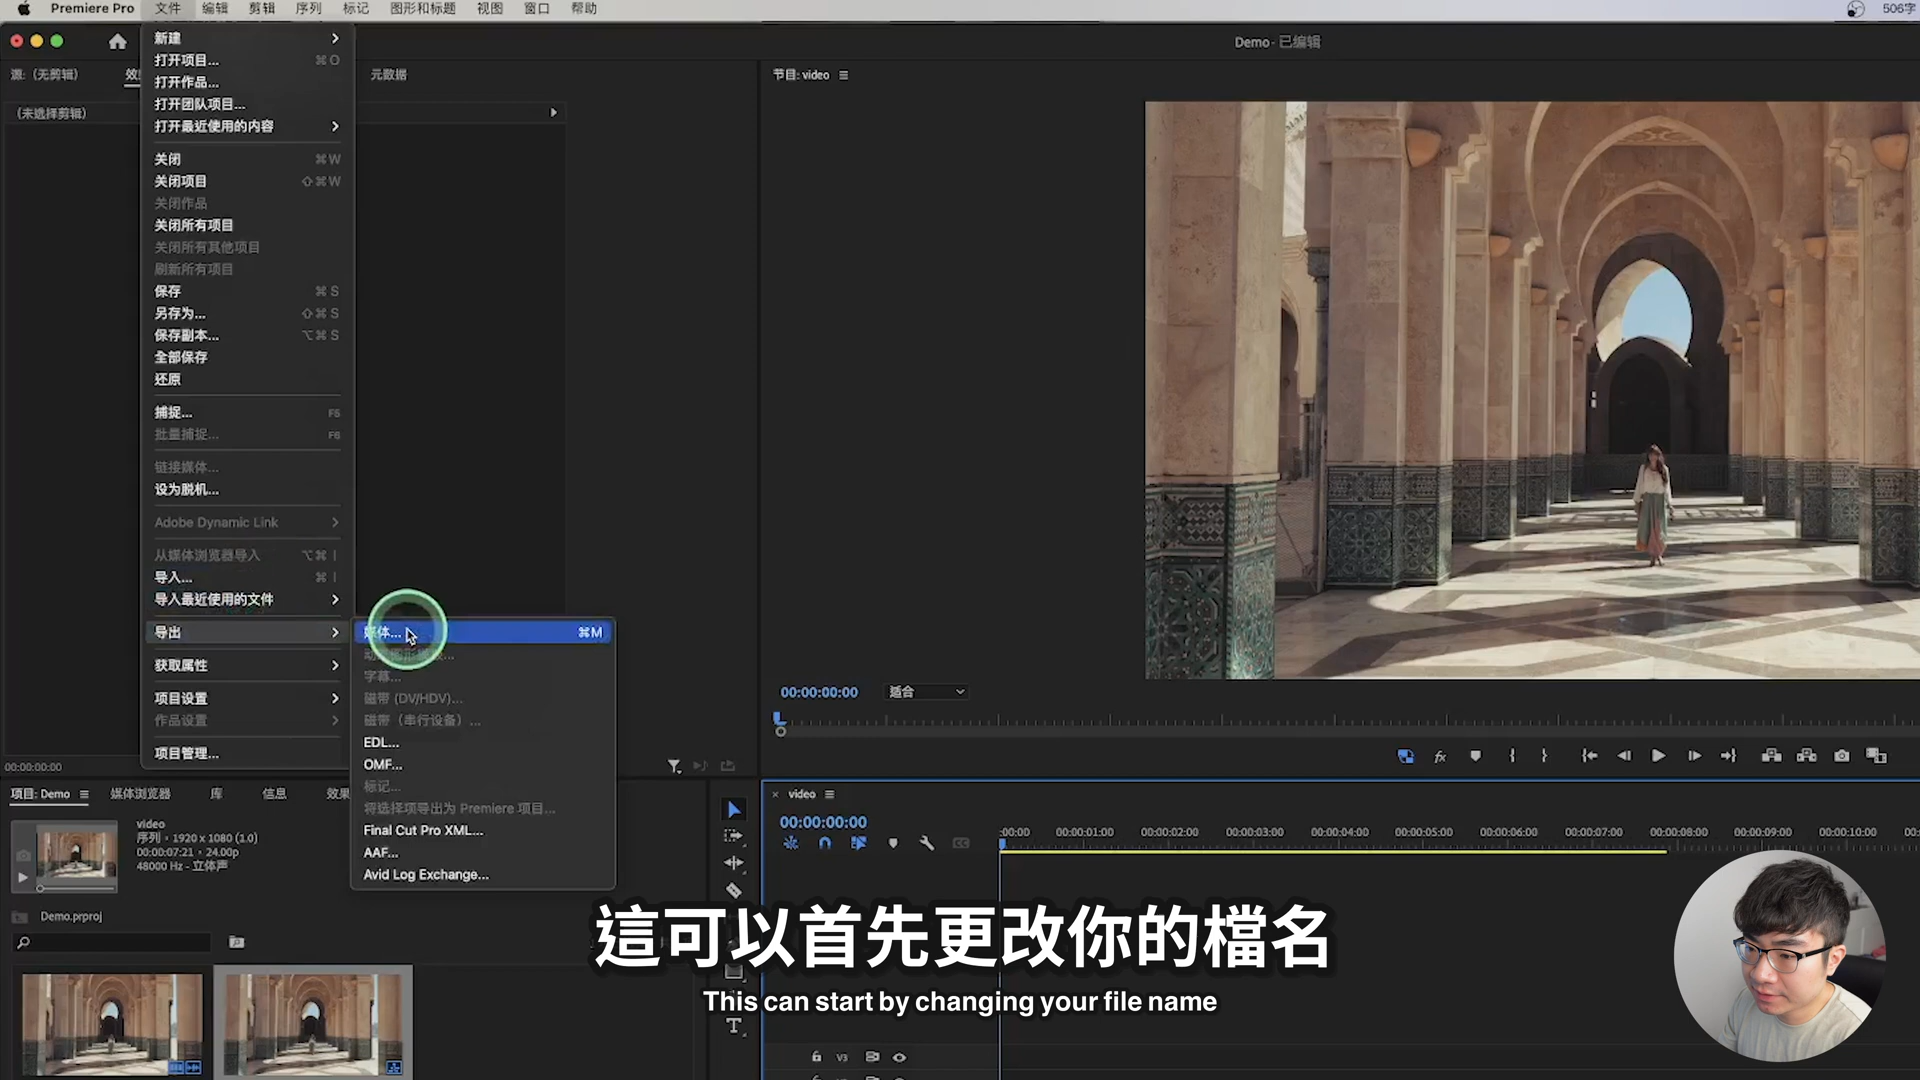 Premiere Pro 文件 编辑 剪辑 序列 标记 图形和标题 视图 窗口 帮助 506字
Demo - 已编辑
源:（无剪辑） 元数据
（未选择剪辑）
新建
打开项目... ⌘O
打开作品...
打开团队项目...
打开最近使用的内容
关闭 ⌘W
关闭项目 ⇧⌘W
关闭作品
关闭所有项目
关闭所有其他项目
刷新所有项目
保存 ⌘S
另存为... ⇧⌘S
保存副本... ⌥⌘S
全部保存
还原
捕捉... F5
批量捕捉... F6
链接媒体...
设为脱机...
Adobe Dynamic Link
从媒体浏览器导入 ⌥⌘I
导入... ⌘I
导入最近使用的文件
导出
获取属性
项目设置
作品设置
项目管理...
媒体... ⌘M
字幕...
磁带 (DV/HDV)...
磁带（串行设备）...
EDL...
OMF...
标记...
将选择项导出为 Premiere 项目...
Final Cut Pro XML...
AAF...
Avid Log Exchange...
节目: video
00:00:00:00 适合
00:00:00:00
项目: Demo 媒体浏览器 库 信息 效果
video
序列，1920 x 1080 (1.0)
00:00:07:21，24.00p
48000 Hz - 立体声
Demo.prproj
video
00:00:00:00
:00:00 00:00:01:00 00:00:02:00 00:00:03:00 00:00:04:00 00:00:05:00 00:00:06:00 00:00:07:00 00:00:08:00 00:00:09:00 00:00:10:00
V3
這可以首先更改你的檔名
This can start by changing your file name